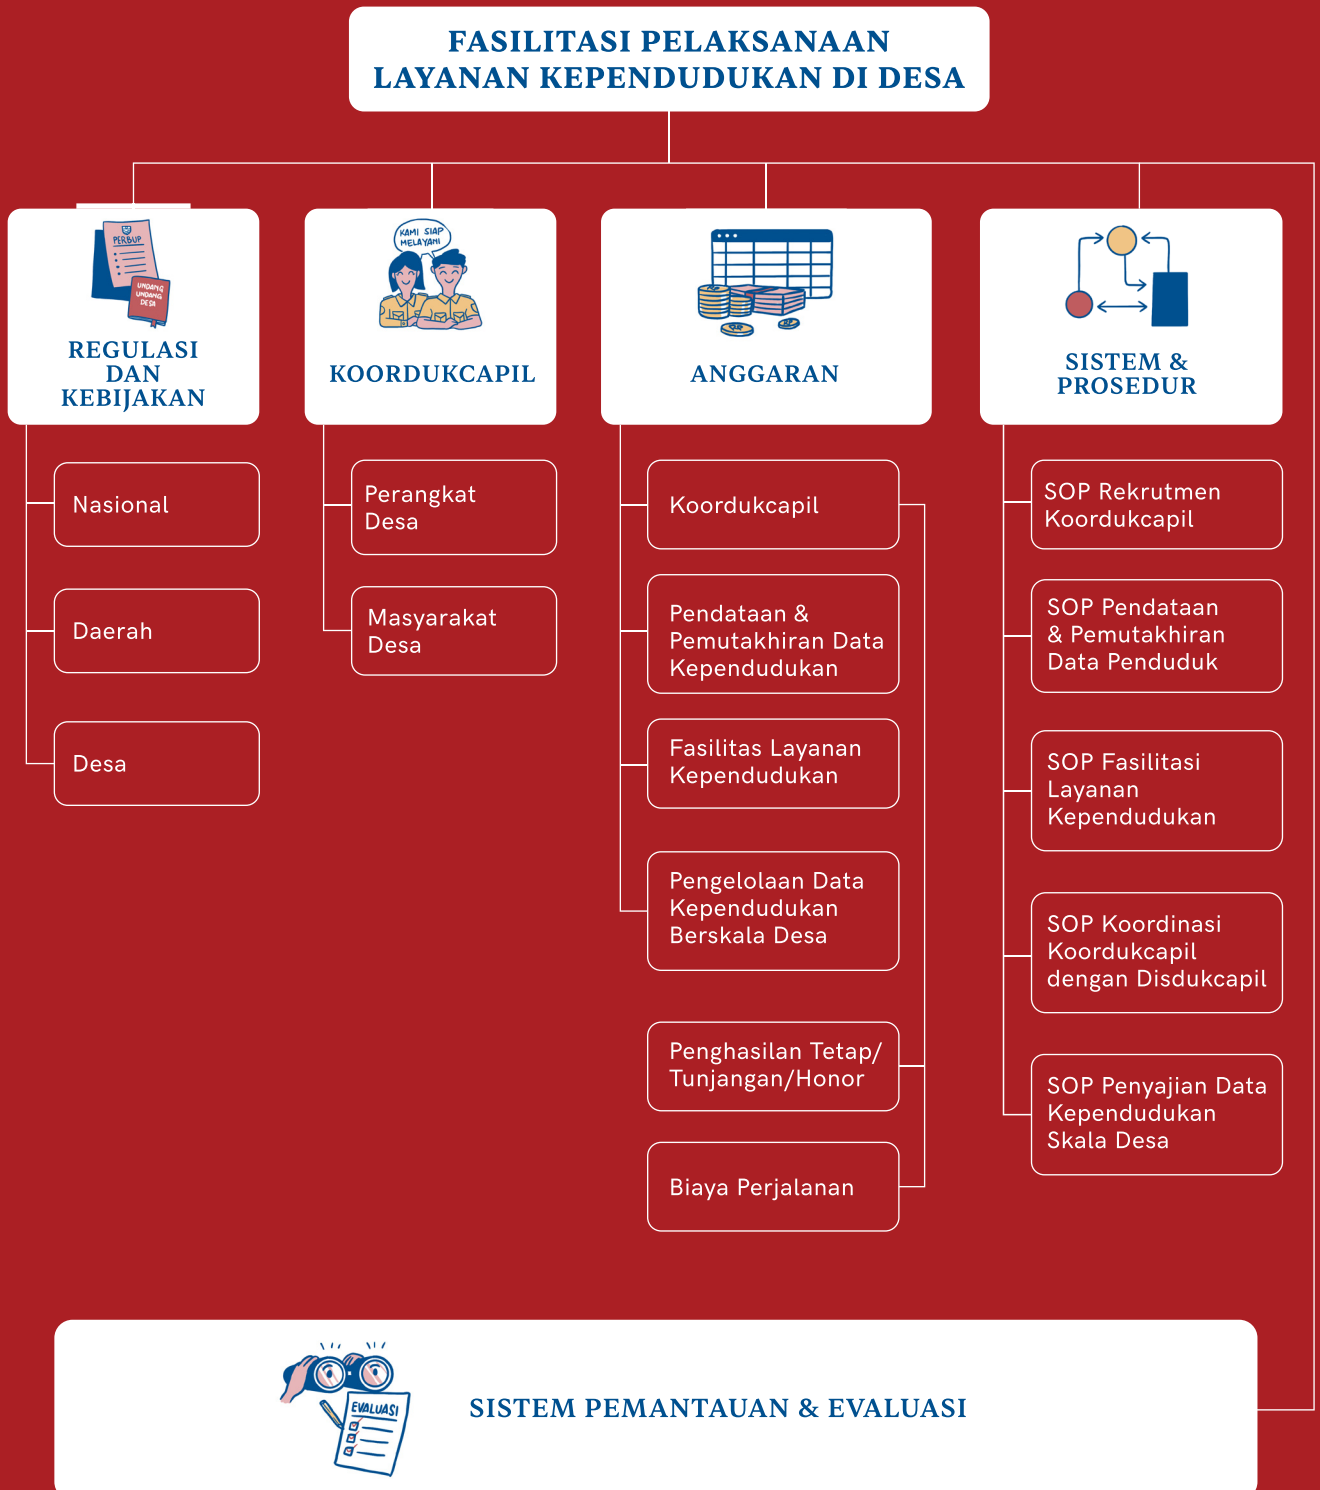 FASILITASI PELAKSANAAN
LAYANAN KEPENDUDUKAN DI DESA
PERBUP
UNDANG
UNDANG
DESA
REGULASI
DAN
KEBIJAKAN
Nasional
Daerah
Desa
KAMI SIAP
MELAYANI
KOORDUKCAPIL
Perangkat
Desa
Masyarakat
Desa
ANGGARAN
Koordukcapil
Pendataan &
Pemutakhiran Data
Kependudukan
Fasilitas Layanan
Kependudukan
Pengelolaan Data
Kependudukan
Berskala Desa
Penghasilan Tetap/
Tunjangan/Honor
Biaya Perjalanan
SISTEM &
PROSEDUR
SOP Rekrutmen
Koordukcapil
SOP Pendataan
& Pemutakhiran
Data Penduduk
SOP Fasilitasi
Layanan
Kependudukan
SOP Koordinasi
Koordukcapil
dengan Disdukcapil
SOP Penyajian Data
Kependudukan
Skala Desa
EVALUASI
SISTEM PEMANTAUAN & EVALUASI